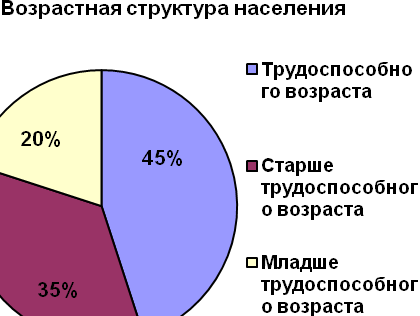 Возрастная структура населения
20%
45%
35%
Трудоспособно
го возраста
Старше
трудоспособног
о возраста
Младше
трудоспособног
о возраста